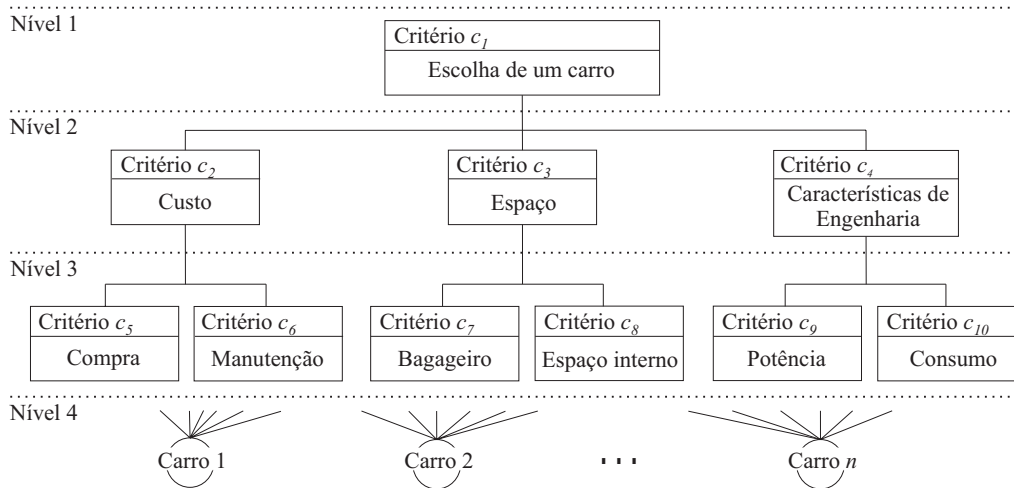 Nível 1
Critério c1
Escolha de um carro
Nível 2
Critério c2
Custo
Critério c3
Espaço
Critério c4
Características de
Engenharia
Nível 3
Critério c5
Compra
Critério c6
Manutenção
Critério c7
Bagageiro
Critério c8
Espaço interno
Critério c9
Potência
Critério c10
Consumo
Nível 4
Carro 1
Carro 2
...
Carro n